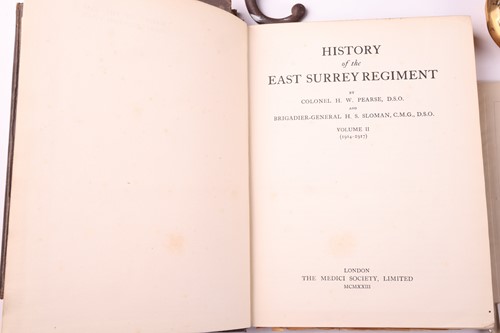 HISTORY
of the
EAST SURREY REGIMENT
BY
COLONEL H. W. PEARSE, D.S.O.
AND
BRIGADIER-GENERAL H. S. SLOMAN, C.M.G., D.S.O.
VOLUME II
(1914-1917)
LONDON
THE MEDICI SOCIETY, LIMITED
MCMXXIII